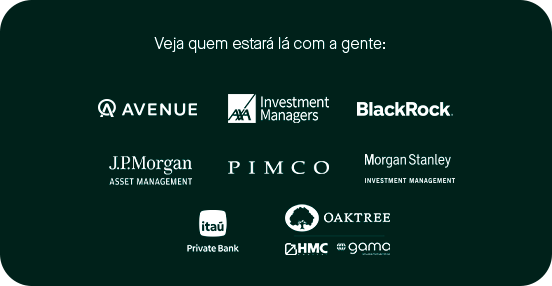 Veja quem estará lá com a gente:
AVENUE
AXA
Investment
Managers
BlackRock.
J.P.Morgan
ASSET MANAGEMENT
PIMCO
Morgan Stanley
INVESTMENT MANAGEMENT
itaú
Private Bank
OAKTREE
HMC
gama